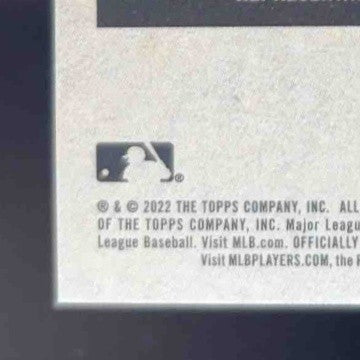 ® & © 2022 THE TOPPS COMPANY, INC. ALL
OF THE TOPPS COMPANY, INC. Major Leagu
League Baseball. Visit MLB.com. OFFICIALLY
Visit MLBPLAYERS.COM, the